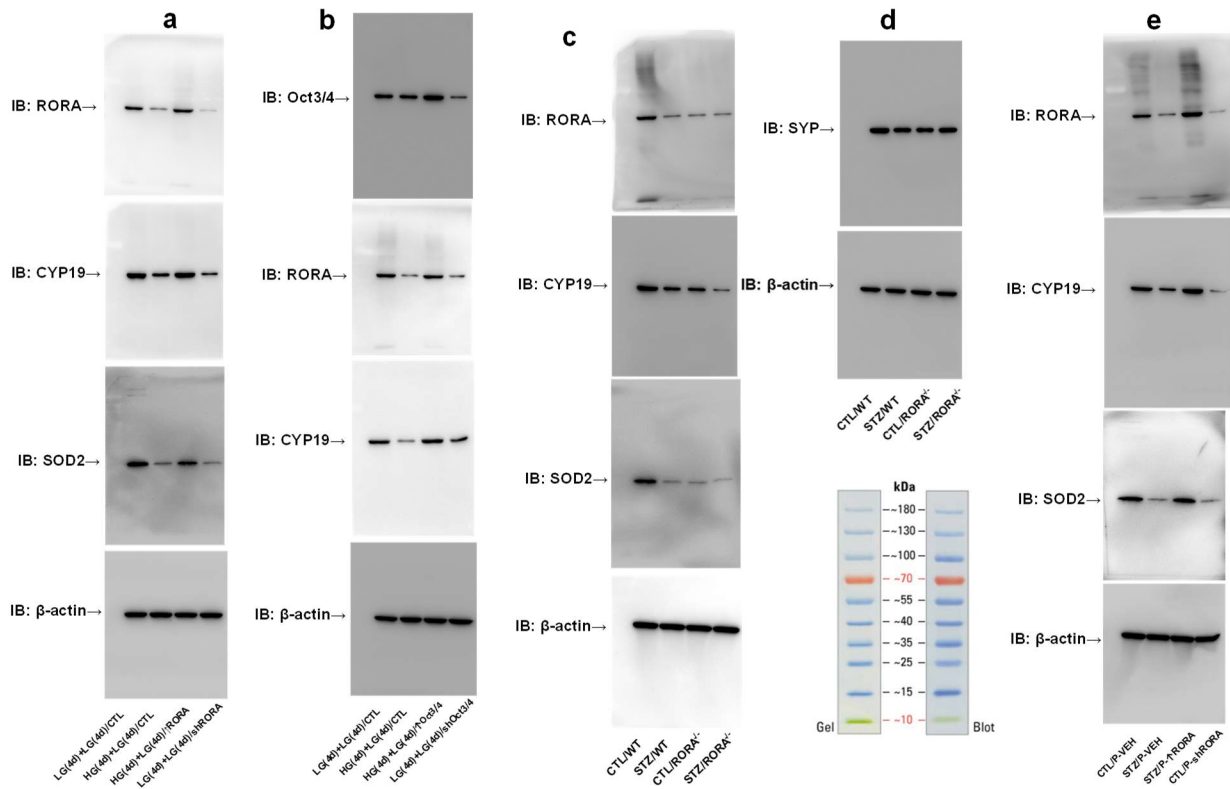 a
IB: RORA→
IB: CYP19→
IB: SOD2→
IB: β-actin→
LG(4d)+LG(4d)/CTL
HG(4d)+LG(4d)/CTL
HG(4d)+LG(4d)/↑RORA
LG(4d)+LG(4d)/shRORA
b
IB: Oct3/4→
IB: RORA→
IB: CYP19→
IB: β-actin→
LG(4d)+LG(4d)/CTL
HG(4d)+LG(4d)/CTL
HG(4d)+LG(4d)/↑Oct3/4
LG(4d)+LG(4d)/shOct3/4
c
IB: RORA→
IB: CYP19→
IB: SOD2→
IB: β-actin→
CTL/WT
STZ/WT
CTL/RORA-/-
STZ/RORA-/-
d
IB: SYP→
IB: β-actin→
CTL/WT
STZ/WT
CTL/RORA-/-
STZ/RORA-/-
kDa
~180
~130
~100
~70
~55
~40
~35
~25
~15
~10
Gel
Blot
e
IB: RORA→
IB: CYP19→
IB: SOD2→
IB: β-actin→
CTL/P-VEH
STZ/P-VEH
STZ/P-↑RORA
CTL/P-shRORA